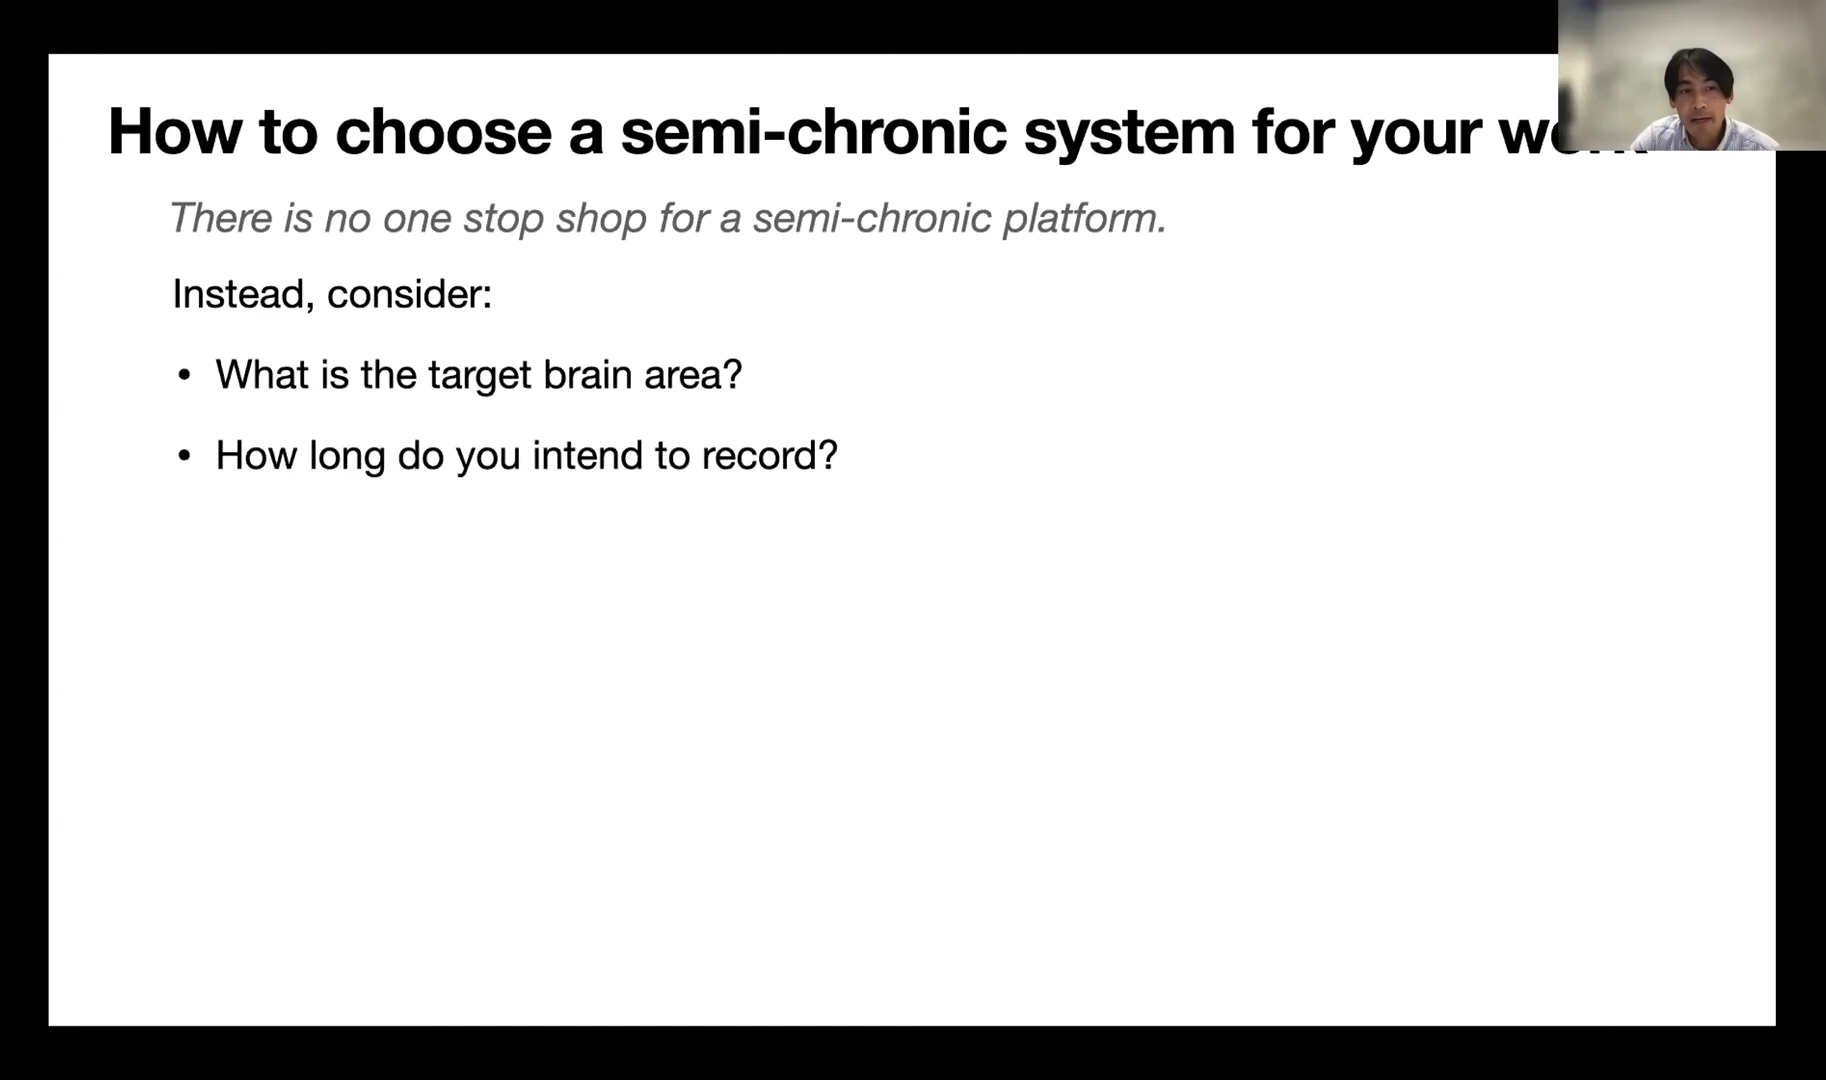 How to choose a semi-chronic system for your
There is no one stop shop for a semi-chronic platform.
Instead, consider:
• What is the target brain area?
• How long do you intend to record?